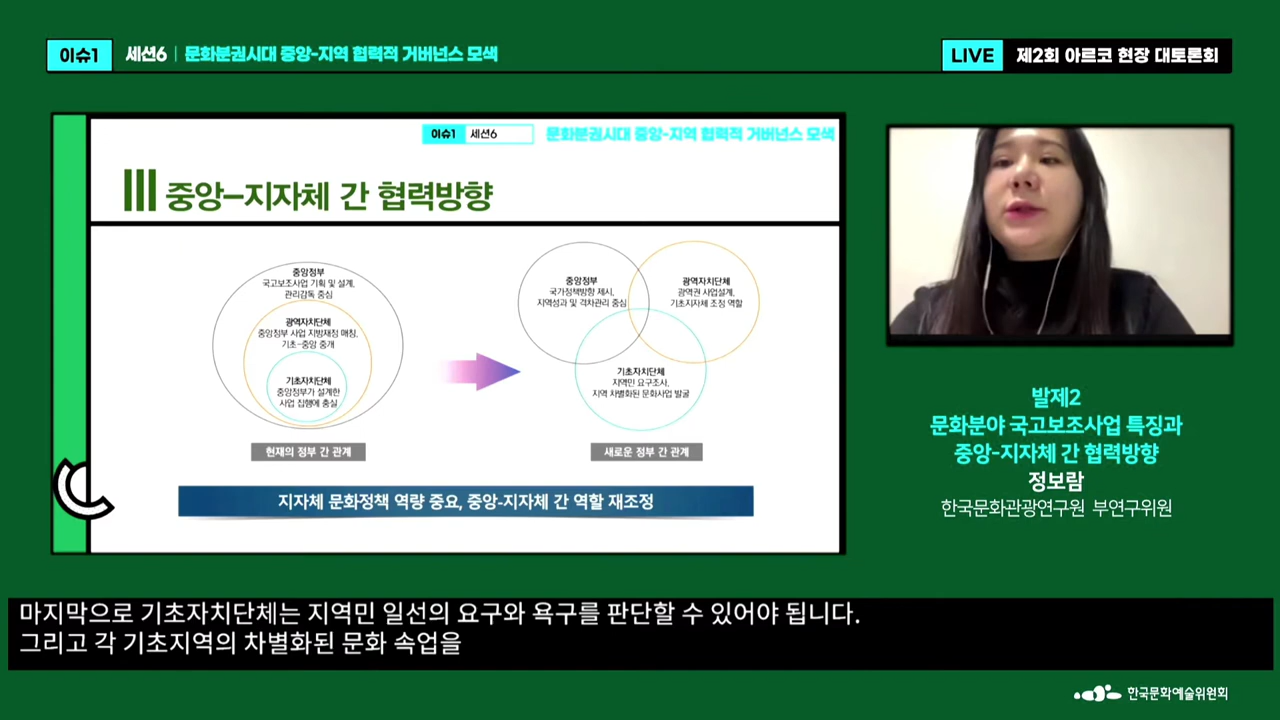 이슈1
세션6 | 문화분권시대 중앙-지역 협력적 거버넌스 모색
LIVE 제2회 아르코 현장 대토론회
이슈1 세션6 문화분권시대 중앙-지역 협력적 거버넌스 모색
Ⅲ 중앙–지자체 간 협력방향
중앙정부
국고보조사업 기획 및 설계,
관리감독 중심
광역자치단체
중앙정부 사업 지방재정 매칭,
기초-중앙 중개
기초자치단체
중앙정부가 설계한
사업 집행에 충실
현재의 정부 간 관계
중앙정부
국가정책방향 제시,
지역성과 및 격차관리 중심
광역자치단체
광역권 사업설계,
기초지자체 조정 역할
기초자치단체
지역민 요구조사,
지역 차별화된 문화사업 발굴
새로운 정부 간 관계
지자체 문화정책 역량 중요, 중앙-지자체 간 역할 재조정
발제2
문화분야 국고보조사업 특징과
중앙-지자체 간 협력방향
정보람
한국문화관광연구원 부연구위원
마지막으로 기초자치단체는 지역민 일선의 요구와 욕구를 판단할 수 있어야 됩니다.
그리고 각 기초지역의 차별화된 문화 속업을
한국문화예술위원회